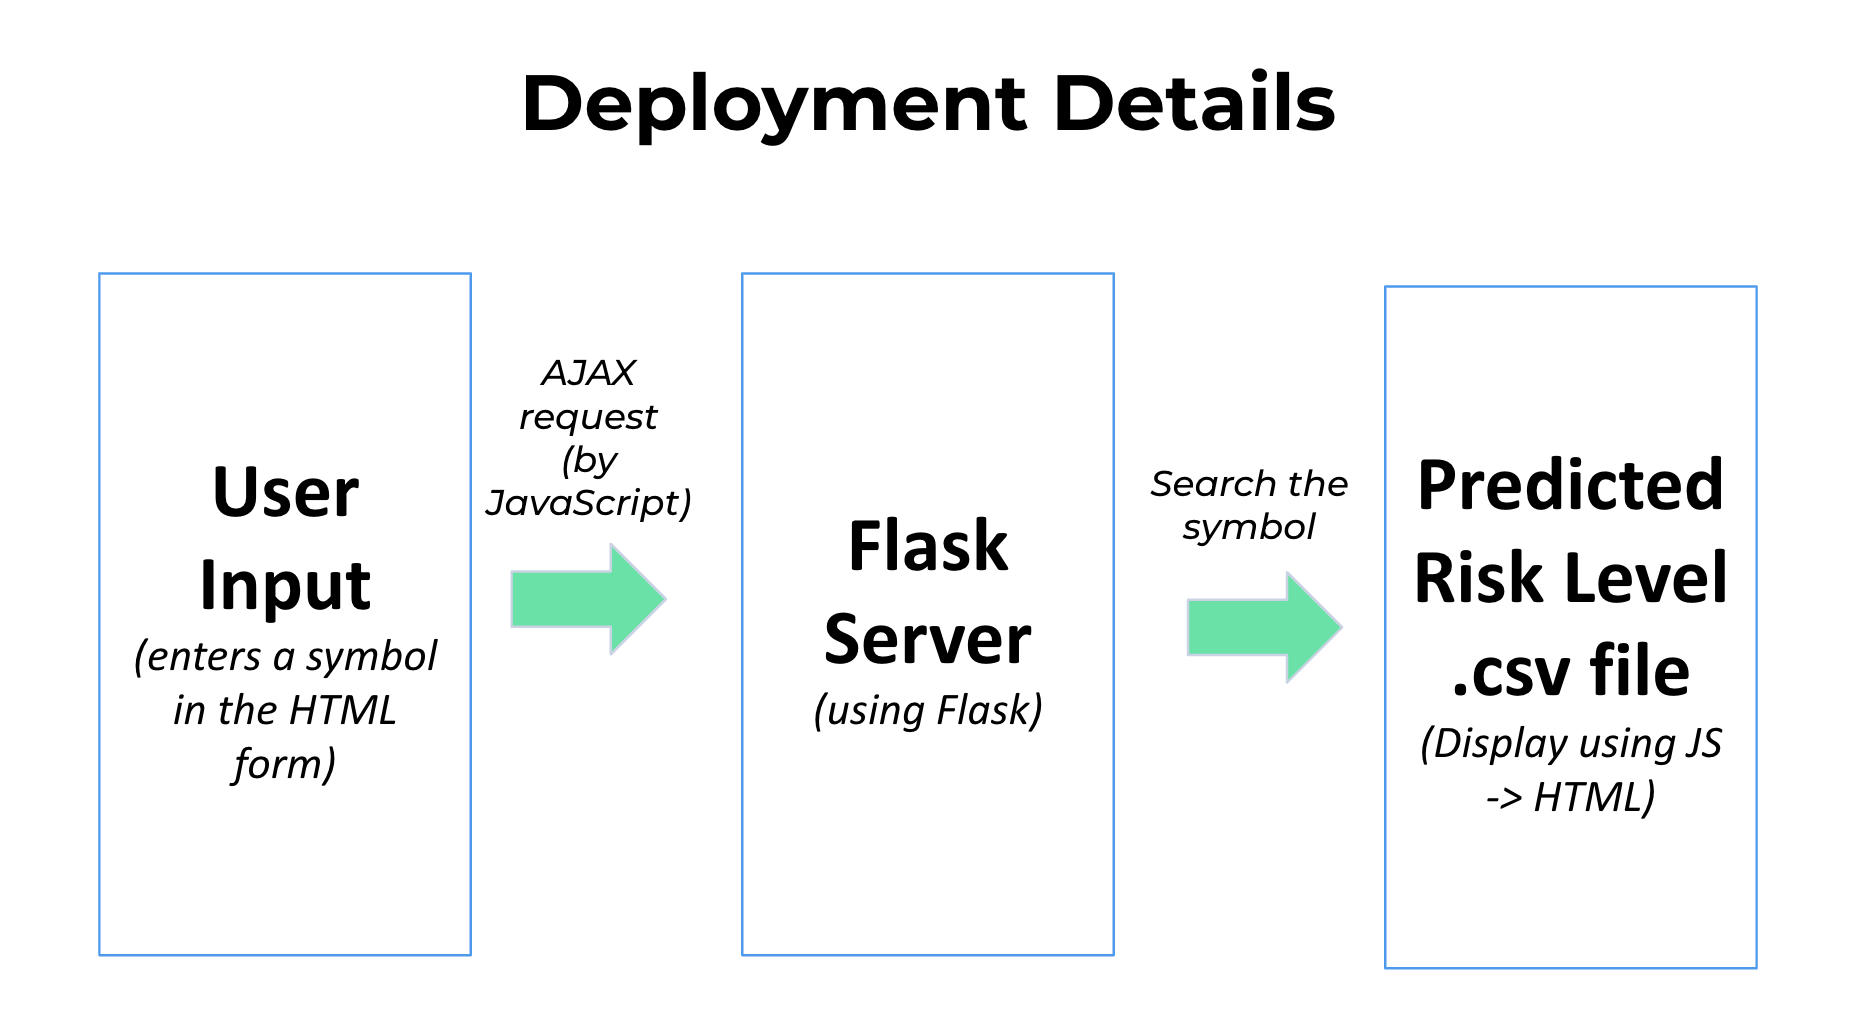 Deployment Details
User
Input
(enters a symbol
in the HTML
form)
AJAX
request
(by
JavaScript)
Flask
Server
(using Flask)
Search the
symbol
Predicted
Risk Level
.csv file
(Display using JS
-> HTML)